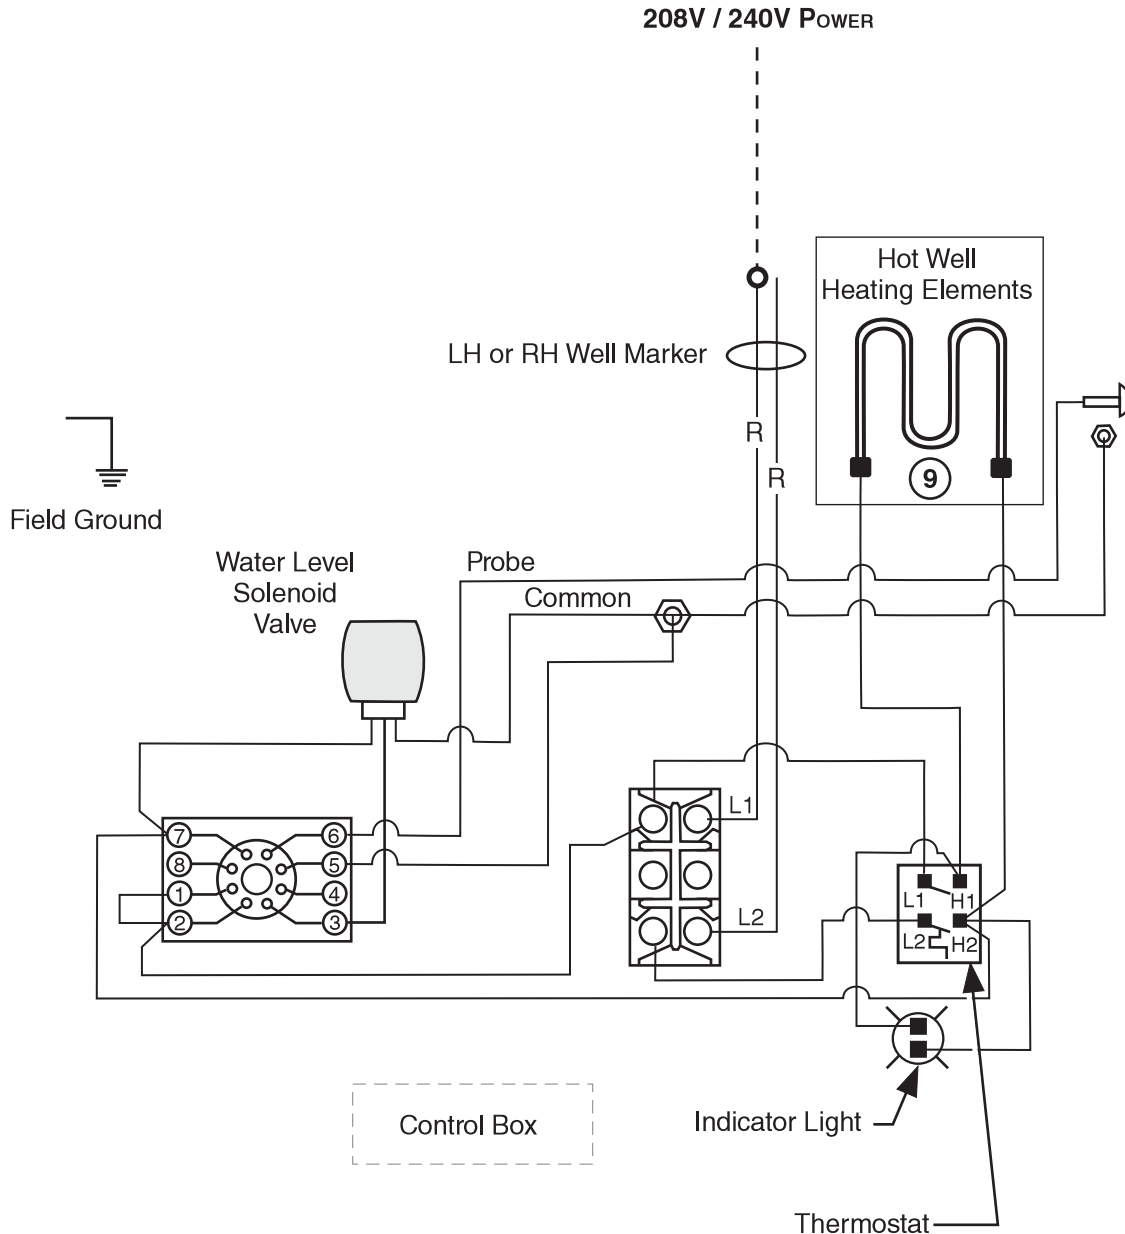 208V / 240V POWER
Hot Well
Heating Elements
LH or RH Well Marker
R
R
9
Field Ground
Water Level
Solenoid
Valve
Probe
Common
L1
7
6
8
5
1
4
2
3
L2
L1
H1
L2
H2
Control Box
Indicator Light
Thermostat